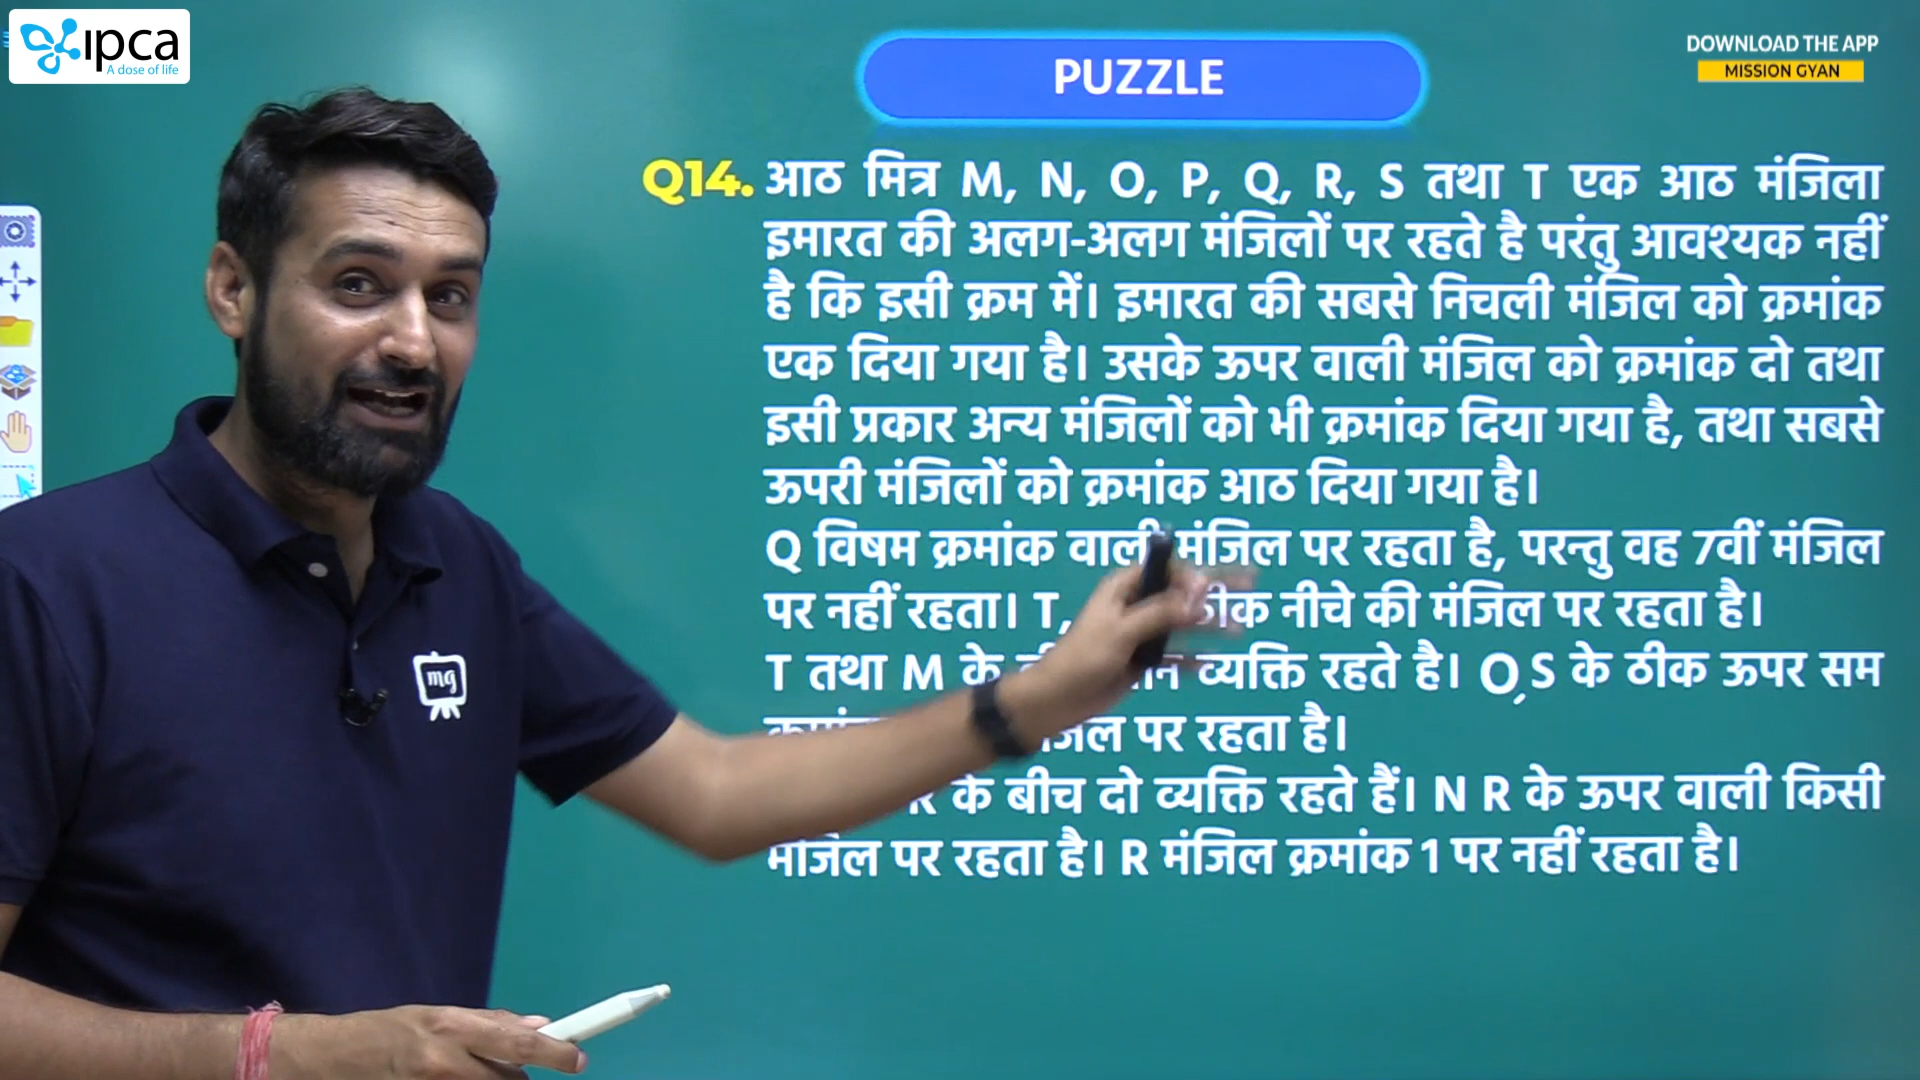 ipca
A dose of life
DOWNLOAD THE APP
MISSION GYAN
PUZZLE
Q14. आठ मित्र M, N, O, P, Q, R, S तथा T एक आठ मंजिला
इमारत की अलग-अलग मंजिलों पर रहते है परंतु आवश्यक नहीं
है कि इसी क्रम में। इमारत की सबसे निचली मंजिल को क्रमांक
एक दिया गया है। उसके ऊपर वाली मंजिल को क्रमांक दो तथा
इसी प्रकार अन्य मंजिलों को भी क्रमांक दिया गया है, तथा सबसे
ऊपरी मंजिलों को क्रमांक आठ दिया गया है।
Q विषम क्रमांक वाली मंजिल पर रहता है, परन्तु वह 7वीं मंजिल
पर नहीं रहता। T, नीचे की मंजिल पर रहता है।
T तथा M के व्यक्ति रहते है। O,S के ठीक ऊपर सम
पर रहता है।
के बीच दो व्यक्ति रहते हैं। N R के ऊपर वाली किसी
मंजिल पर रहता है। R मंजिल क्रमांक 1 पर नहीं रहता है।
mg